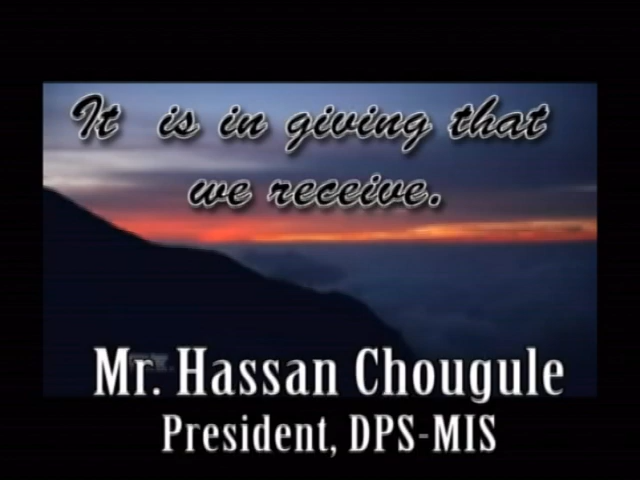 It is in giving that
we receive.
Mr. Hassan Chougule
President, DPS-MIS